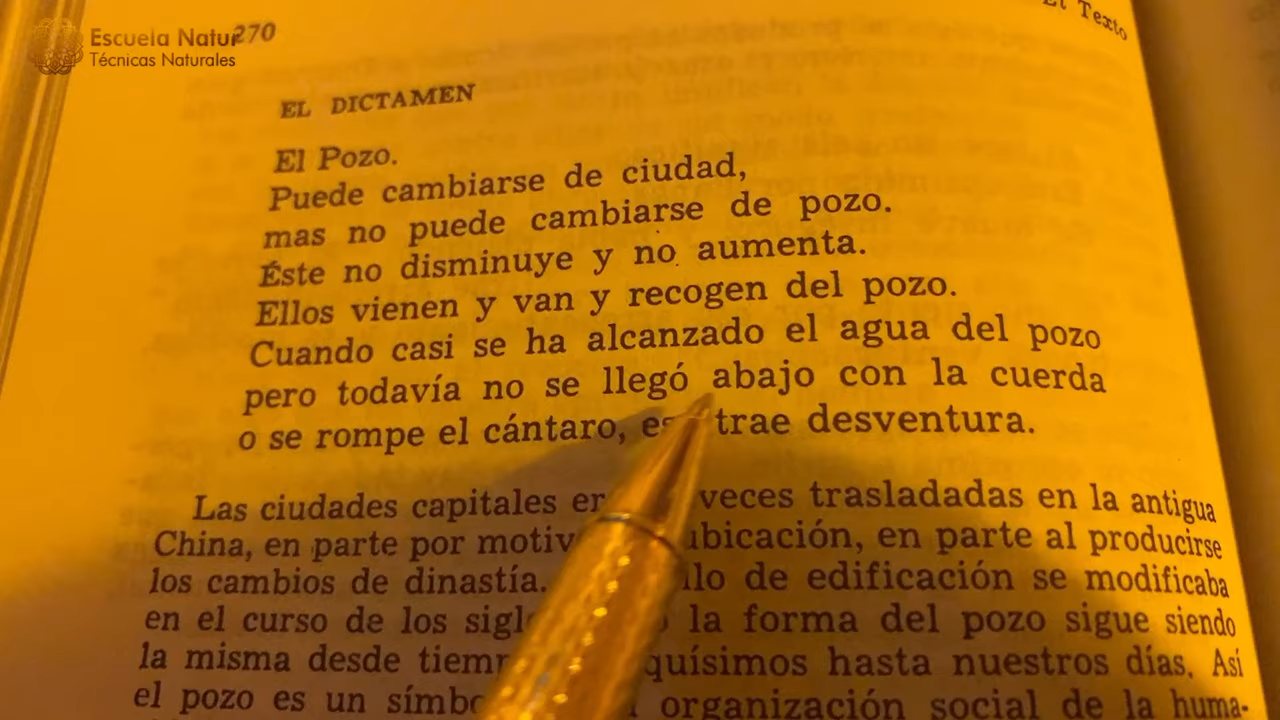 Escuela Natur
Técnicas Naturales
270
El Texto
EL DICTAMEN
El Pozo.
Puede cambiarse de ciudad,
mas no puede cambiarse de pozo.
Éste no disminuye y no aumenta.
Ellos vienen y van y recogen del pozo.
Cuando casi se ha alcanzado el agua del pozo
pero todavía no se llegó abajo con la cuerda
o se rompe el cántaro, trae desventura.
Las ciudades capitales veces trasladadas en la antigua
China, en parte por ubicación, en parte al producirse
los cambios de dinastía. de edificación se modificaba
en el curso de los la forma del pozo sigue siendo
la misma desde hasta nuestros días. Así
el pozo es un organización social de la huma-